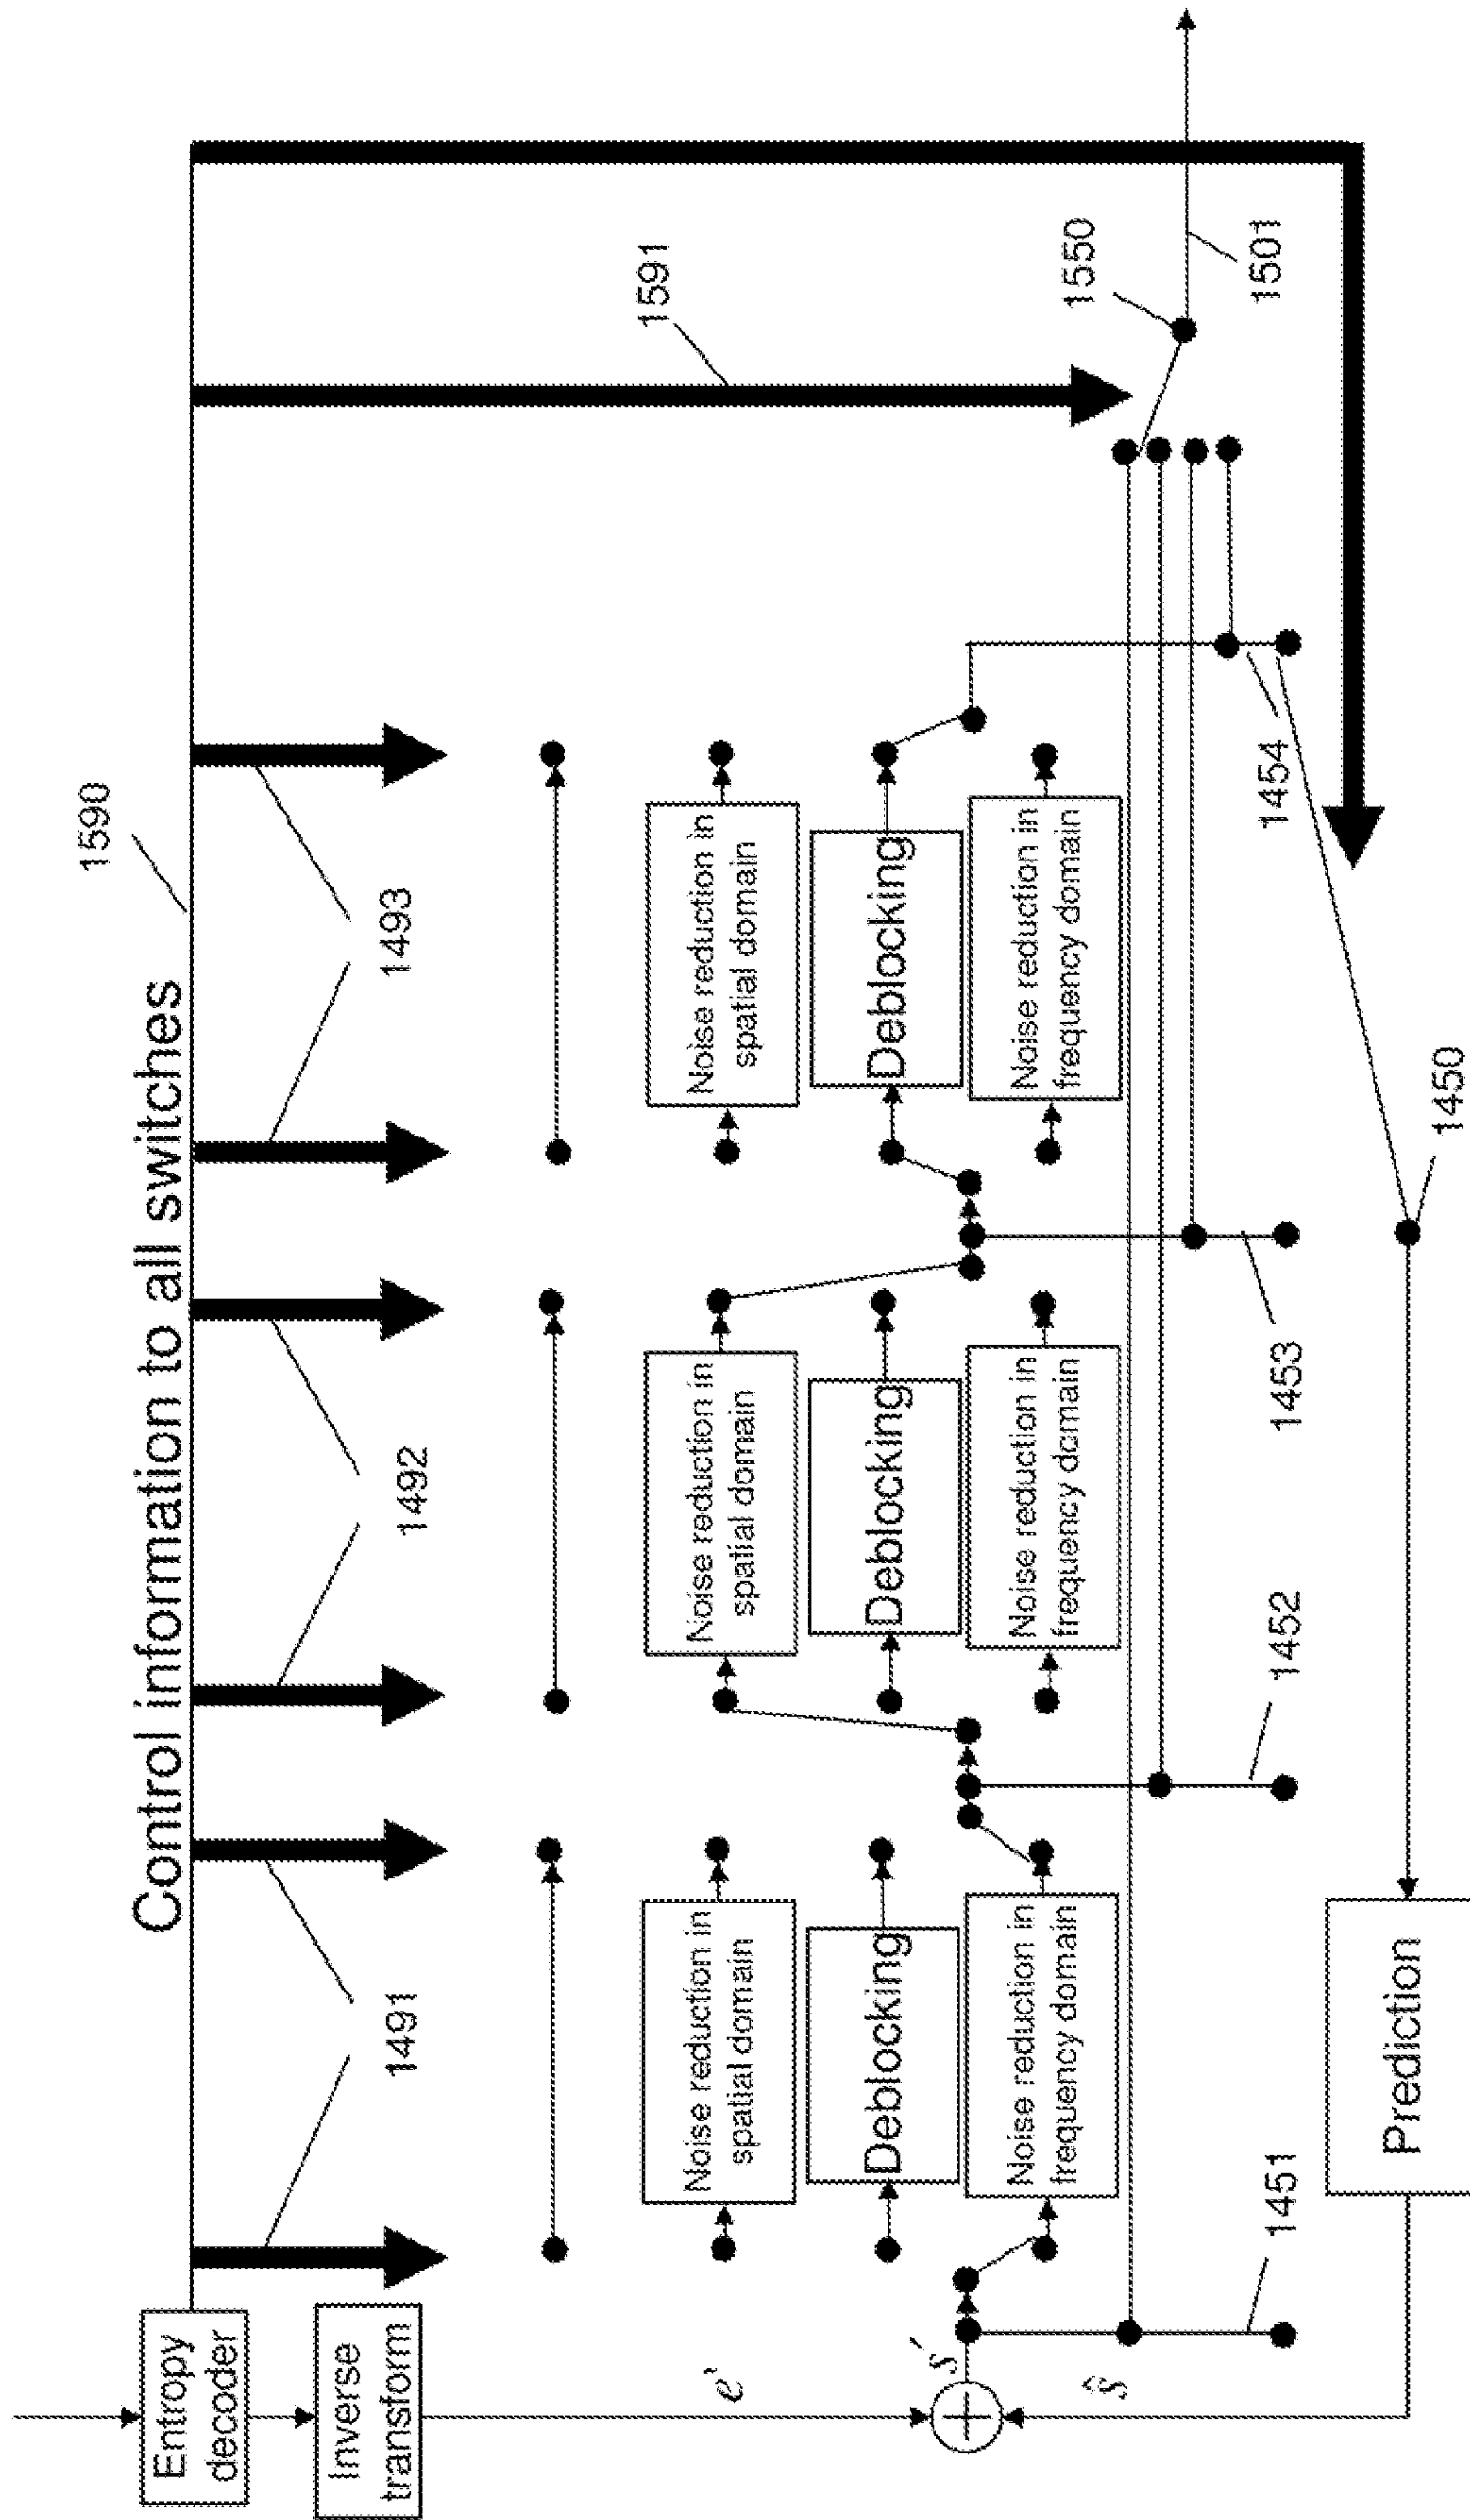 Control information to all switches
1590
Entropy
decoder
Inverse
transform
1491
1492
1493
1591
Noise reduction in
spatial domain
Noise reduction in
spatial domain
Noise reduction in
spatial domain
Deblocking
Deblocking
Deblocking
Noise reduction in
frequency domain
Noise reduction in
frequency domain
Noise reduction in
frequency domain
e'
s'
ŝ
1550
1501
1451
1452
1453
1454
1450
Prediction